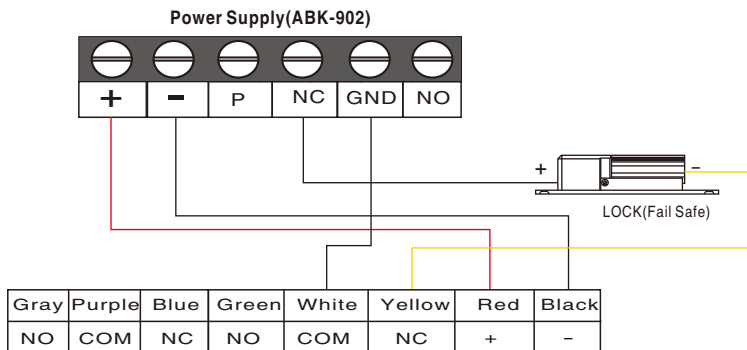 Power Supply(ABK-902)
+ − P NC GND NO
+ −
LOCK(Fail Safe)
Gray Purple Blue Green White Yellow Red Black
NO COM NC NO COM NC + −